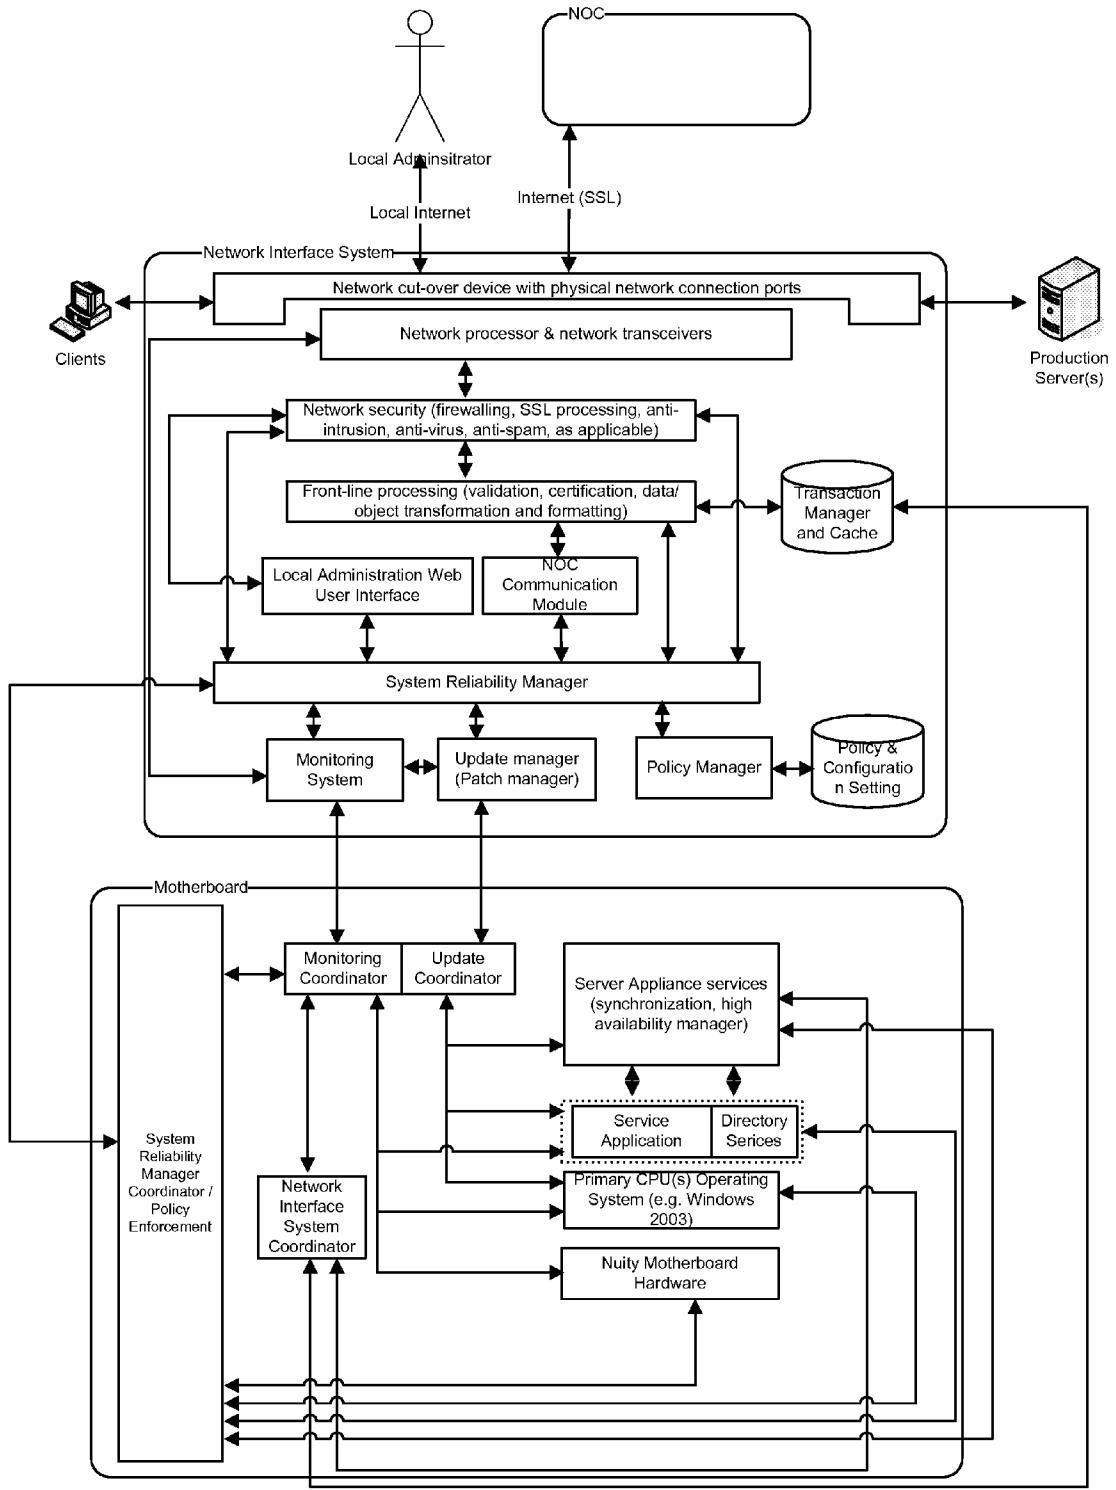 NOC
Local Adminsitrator
Internet (SSL)
Local Internet
Network Interface System
Network cut-over device with physical network connection ports
Clients
Production
Server(s)
Network processor & network transceivers
Network security (firewalling, SSL processing, anti-
intrusion, anti-virus, anti-spam, as applicable)
Front-line processing (validation, certification, data/
object transformation and formatting)
Transaction
Manager
and Cache
Local Administration Web
User Interface
NOC
Communication
Module
System Reliability Manager
Monitoring
System
Update manager
(Patch manager)
Policy Manager
Policy &
Configuratio
n Setting
Motherboard
Monitoring
Coordinator
Update
Coordinator
Server Appliance services
(synchronization, high
availability manager)
Service
Application
Directory
Serices
System
Reliability
Manager
Coordinator /
Policy
Enforcement
Network
Interface
System
Coordinator
Primary CPU(s) Operating
System (e.g. Windows
2003)
Nuity Motherboard
Hardware